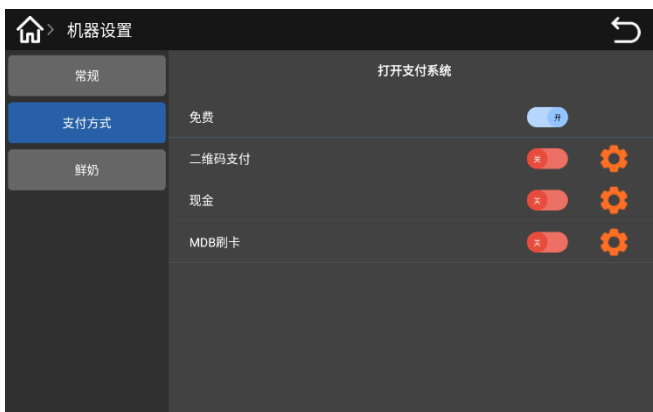 机器设置
常规
支付方式
鲜奶
打开支付系统
免费 开
二维码支付 关
现金 关
MDB刷卡 关